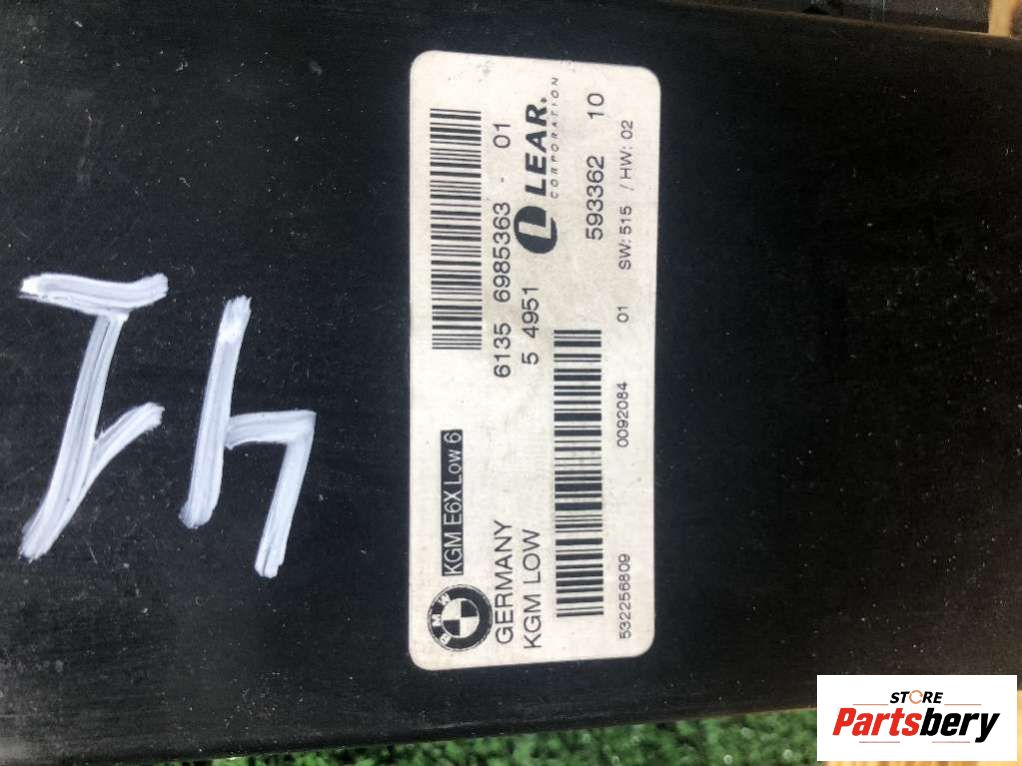 BMW KGM E6X Low 6
GERMANY 6135 6985363 - 01
KGM LOW 5 4951 LEAR.
CORPORATION
593362 10
532256809 0092084 01 SW: 515 / HW: 02
STORE
Partsbery